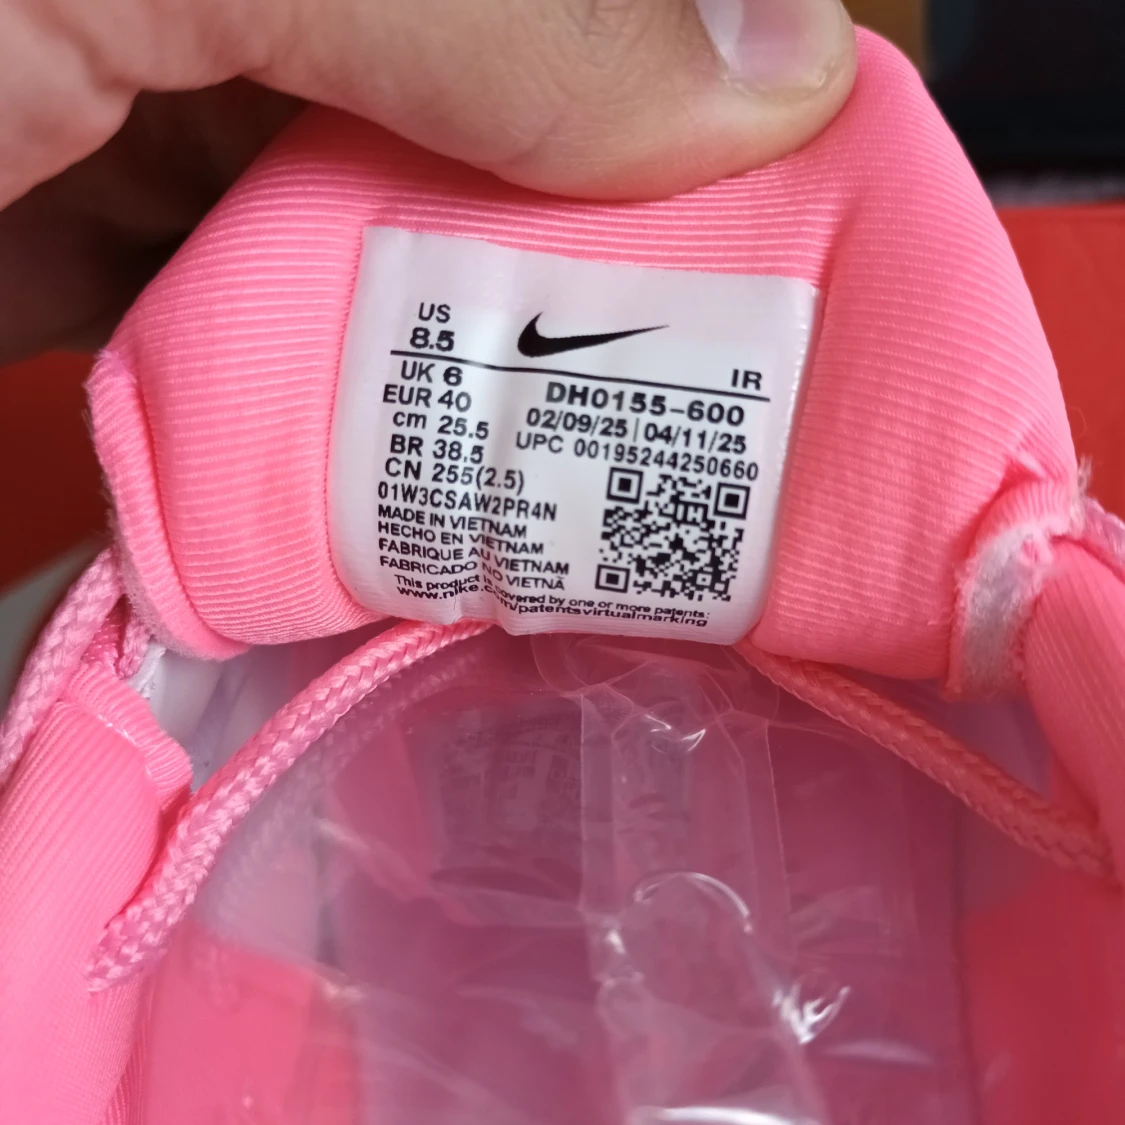 US
8.5
UK 6
EUR 40
cm 25.5
BR 38,5
CN 255(2.5)
01W3CSAW2PR4N
MADE IN VIETNAM
HECHO EN VIETNAM
FABRIQUE AU VIETNAM
FABRICADO NO VIETNÃ
IR
DH0155-600
02/09/25|04/11/25
UPC 00195244250660
This product is covered by one or more patents:
www.nike.com/patentsvirtualmarking